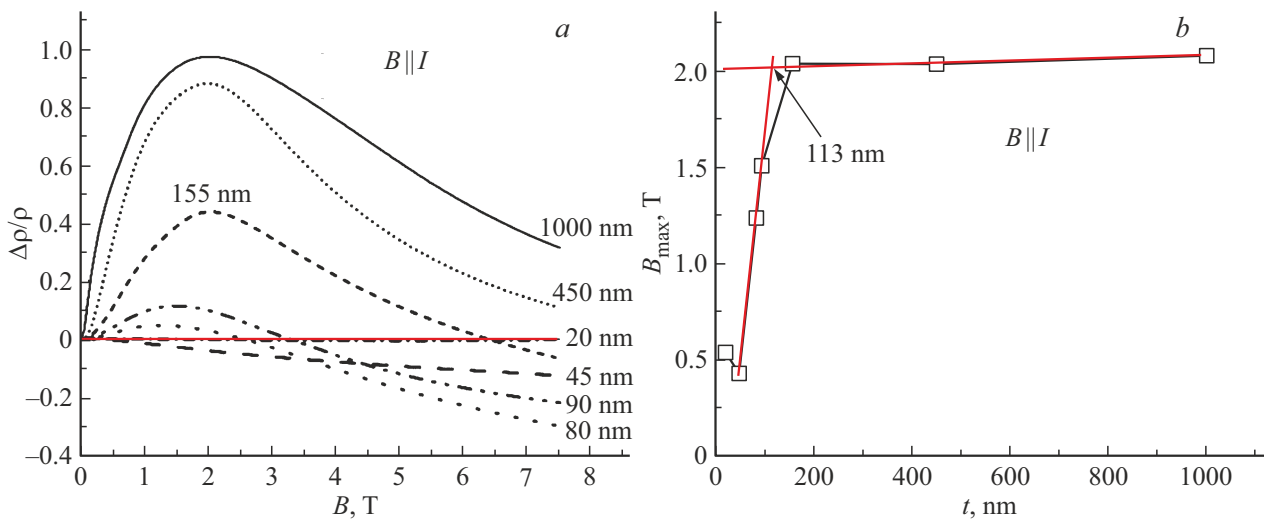 a
B∥I
1.0
0.8
0.6
0.4
0.2
0
–0.2
–0.4
Δρ/ρ
155 nm
1000 nm
450 nm
20 nm
45 nm
90 nm
80 nm
0 1 2 3 4 5 6 7 8
B, T
b
2.0
1.5
1.0
0.5
0
B_max, T
113 nm
B∥I
0 200 400 600 800 1000
t, nm